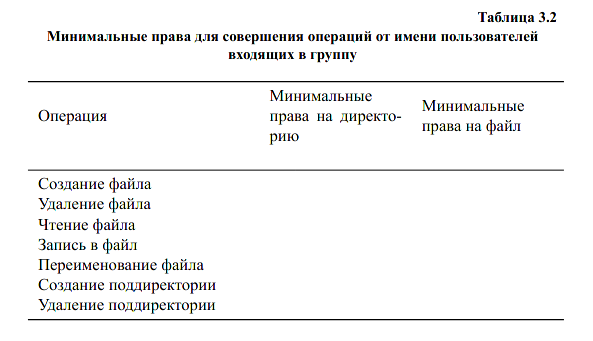 Таблица 3.2
Минимальные права для совершения операций от имени пользователей
входящих в группу
Операция
Минимальные
права на директо-
рию
Минимальные
права на файл
Создание файла
Удаление файла
Чтение файла
Запись в файл
Переименование файла
Создание поддиректории
Удаление поддиректории